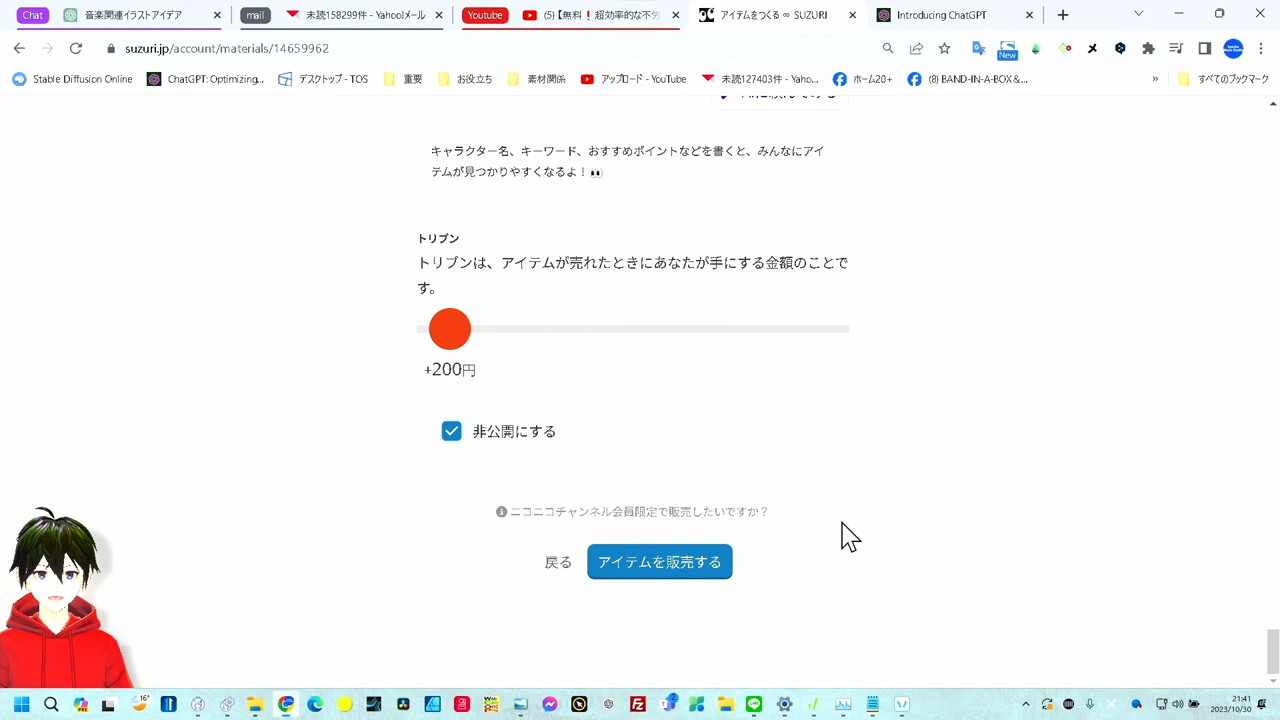 Chat
音楽関連イラストアイデア
mail
未読158299件 - Yahoo!メール
Youtube
(5)【無料❗超効率的な不労
アイテムをつくる ∞ SUZURI
Introducing ChatGPT
suzuri.jp/account/materials/14659962
New
Stable Diffusion Online
ChatGPT: Optimizing...
デスクトップ - TOS
重要
お役立ち
素材関係
アップロード - YouTube
未読127403件 - Yaho...
ホーム20+
(8) BAND-IN-A-BOX &...
»
すべてのブックマーク
キャラクター名、キーワード、おすすめポイントなどを書くと、みんなにアイ
テムが見つかりやすくなるよ！👀
トリブン
トリブンは、アイテムが売れたときにあなたが手にする金額のことで
す。
+200円
非公開にする
ニコニコチャンネル会員限定で販売したいですか？
戻る
アイテムを販売する
16°
21:41
2023/10/30